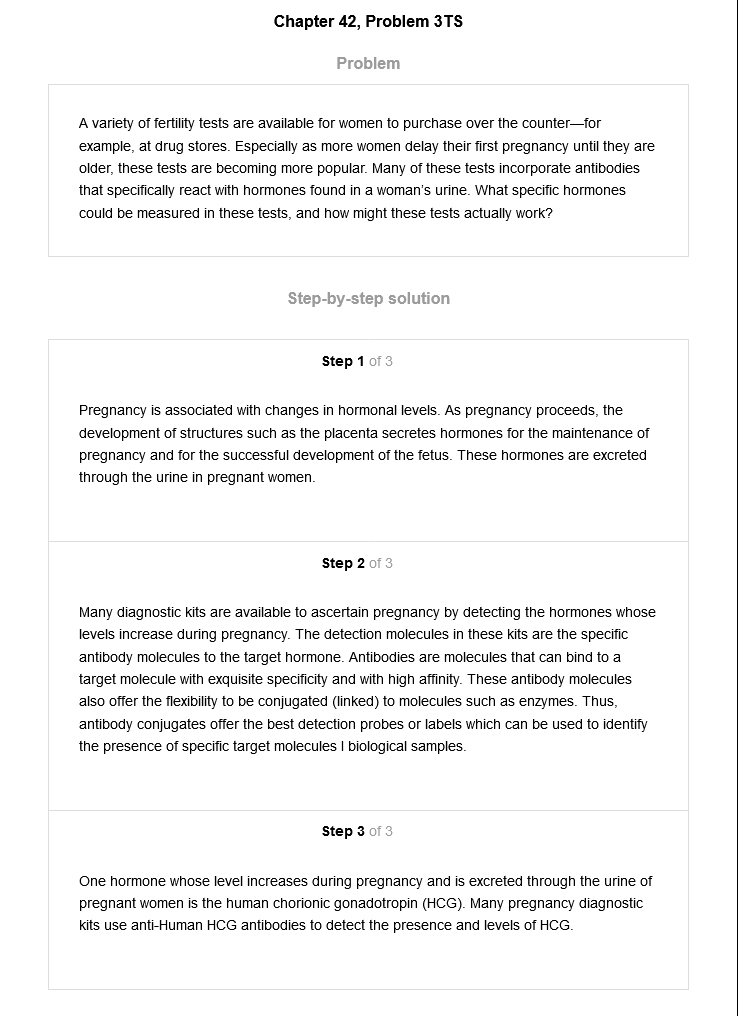 Chapter 42, Problem 3TS
Problem
A variety of fertility tests are available for women to purchase over the counter—for
example, at drug stores. Especially as more women delay their first pregnancy until they are
older, these tests are becoming more popular. Many of these tests incorporate antibodies
that specifically react with hormones found in a woman's urine. What specific hormones
could be measured in these tests, and how might these tests actually work?
Step-by-step solution
Step 1 of 3
Pregnancy is associated with changes in hormonal levels. As pregnancy proceeds, the
development of structures such as the placenta secretes hormones for the maintenance of
pregnancy and for the successful development of the fetus. These hormones are excreted
through the urine in pregnant women.
Step 2 of 3
Many diagnostic kits are available to ascertain pregnancy by detecting the hormones whose
levels increase during pregnancy. The detection molecules in these kits are the specific
antibody molecules to the target hormone. Antibodies are molecules that can bind to a
target molecule with exquisite specificity and with high affinity. These antibody molecules
also offer the flexibility to be conjugated (linked) to molecules such as enzymes. Thus,
antibody conjugates offer the best detection probes or labels which can be used to identify
the presence of specific target molecules I biological samples.
Step 3 of 3
One hormone whose level increases during pregnancy and is excreted through the urine of
pregnant women is the human chorionic gonadotropin (HCG). Many pregnancy diagnostic
kits use anti-Human HCG antibodies to detect the presence and levels of HCG.